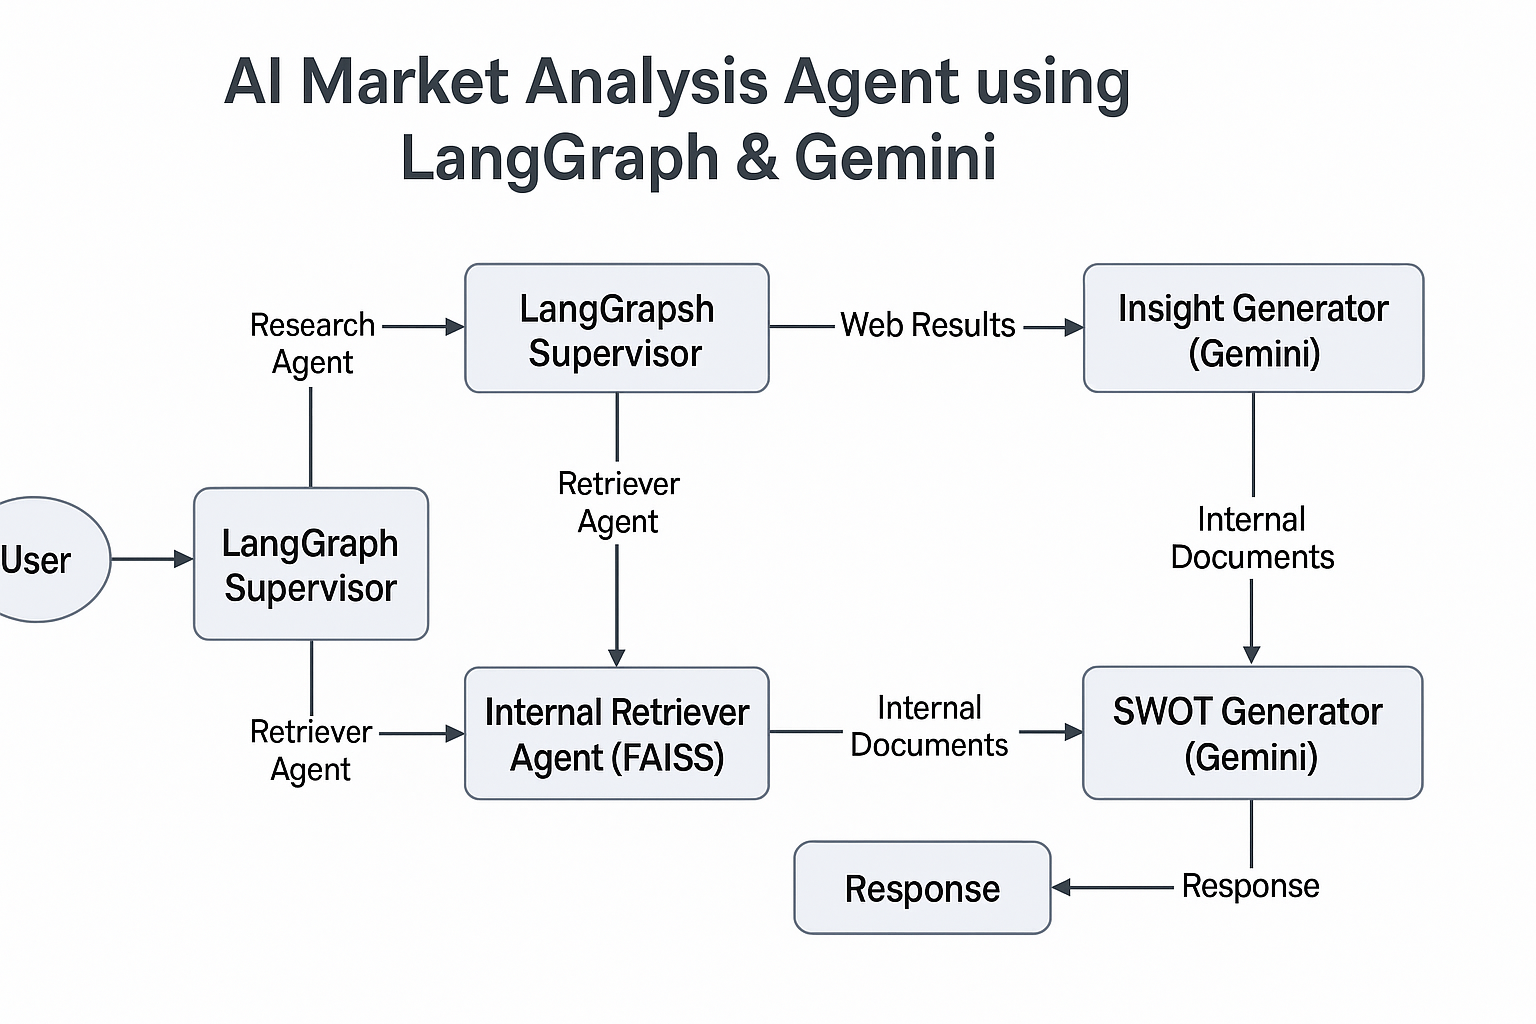 AI Market Analysis Agent using
LangGraph & Gemini
Research
Agent
LangGrapsh
Supervisor
Web Results
Insight Generator
(Gemini)
Retriever
Agent
Internal
Documents
User
LangGraph
Supervisor
Retriever
Agent
Internal Retriever
Agent (FAISS)
Internal
Documents
SWOT Generator
(Gemini)
Response
Response